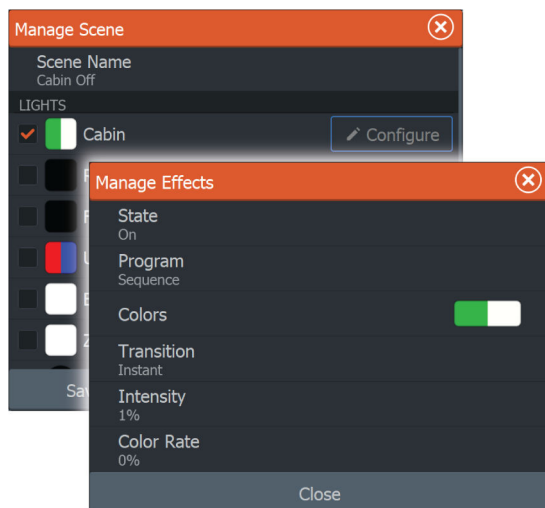 Manage Scene
Scene Name
Cabin Off
LIGHTS
Cabin
Configure
Manage Effects
State
On
Program
Sequence
Colors
Transition
Instant
Intensity
1%
Color Rate
0%
Close